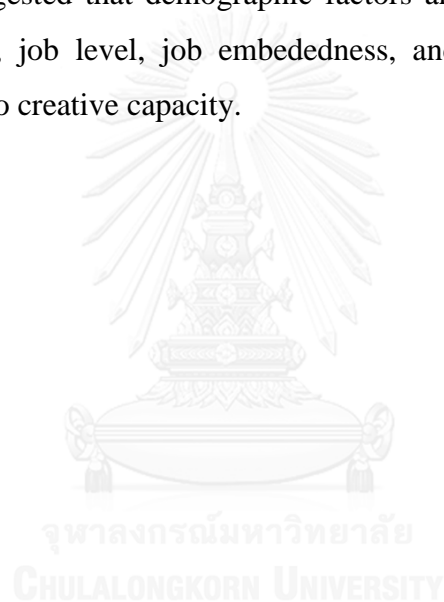 gested that demographic factors a
, job level, job embededness, and
o creative capacity.
จุฬาลงกรณ์มหาวิทยาลัย
CHULALONGKORN UNIVERSITY